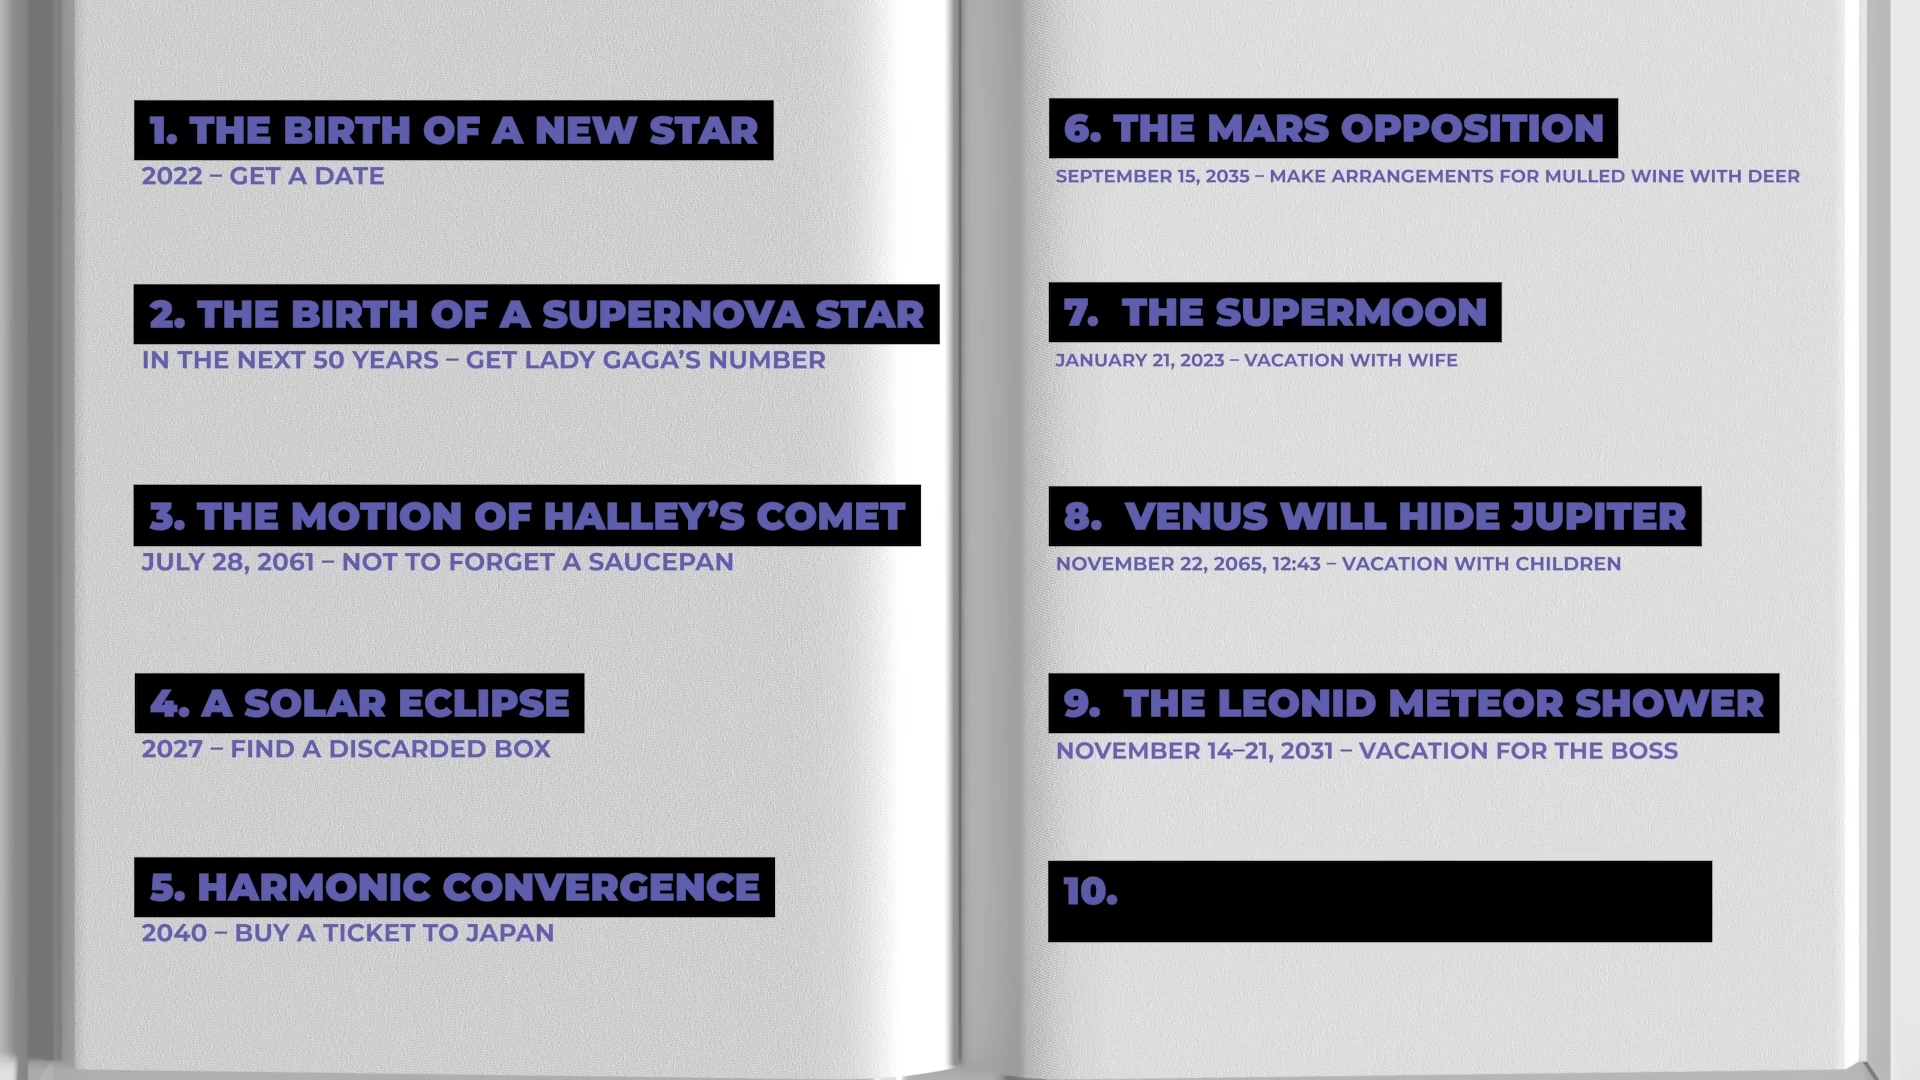 1. THE BIRTH OF A NEW STAR
2022 – GET A DATE
2. THE BIRTH OF A SUPERNOVA STAR
IN THE NEXT 50 YEARS – GET LADY GAGA’S NUMBER
3. THE MOTION OF HALLEY’S COMET
JULY 28, 2061 – NOT TO FORGET A SAUCEPAN
4. A SOLAR ECLIPSE
2027 – FIND A DISCARDED BOX
5. HARMONIC CONVERGENCE
2040 – BUY A TICKET TO JAPAN
6. THE MARS OPPOSITION
SEPTEMBER 15, 2035 – MAKE ARRANGEMENTS FOR MULLED WINE WITH DEER
7. THE SUPERMOON
JANUARY 21, 2023 – VACATION WITH WIFE
8. VENUS WILL HIDE JUPITER
NOVEMBER 22, 2065, 12:43 – VACATION WITH CHILDREN
9. THE LEONID METEOR SHOWER
NOVEMBER 14–21, 2031 – VACATION FOR THE BOSS
10.